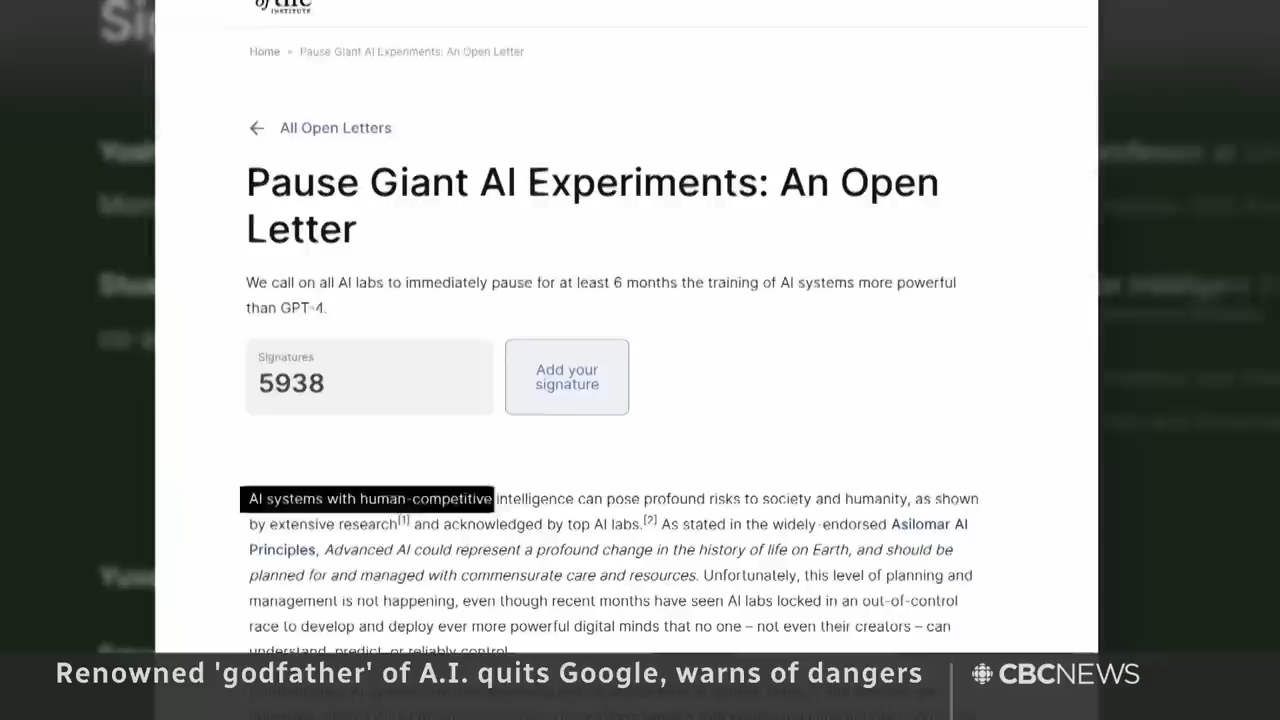 of the
INSTITUTE
Home
Pause Giant AI Experiments: An Open Letter
← All Open Letters
Pause Giant AI Experiments: An Open
Letter
We call on all AI labs to immediately pause for at least 6 months the training of AI systems more powerful
than GPT-4.
Signatures
5938
Add your
signature
AI systems with human-competitive intelligence can pose profound risks to society and humanity, as shown
by extensive research[1] and acknowledged by top AI labs.[2] As stated in the widely-endorsed Asilomar AI
Principles, Advanced AI could represent a profound change in the history of life on Earth, and should be
planned for and managed with commensurate care and resources. Unfortunately, this level of planning and
management is not happening, even though recent months have seen AI labs locked in an out-of-control
race to develop and deploy ever more powerful digital minds that no one – not even their creators – can
understand, predict, or reliably control.
Renowned 'godfather' of A.I. quits Google, warns of dangers
CBCNEWS